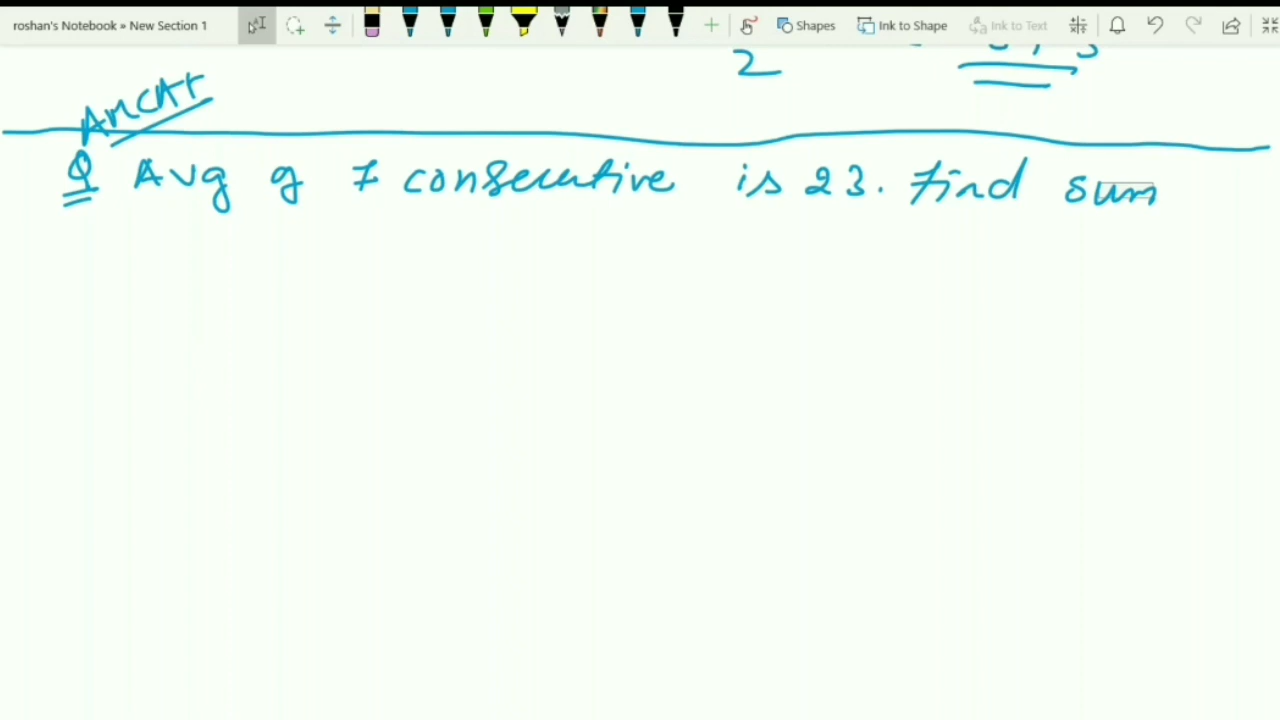 roshan's Notebook » New Section 1
Shapes
Ink to Shape
Ink to Text
2
AMCAT
Q Avg of 7 consecutive is 23. find sum